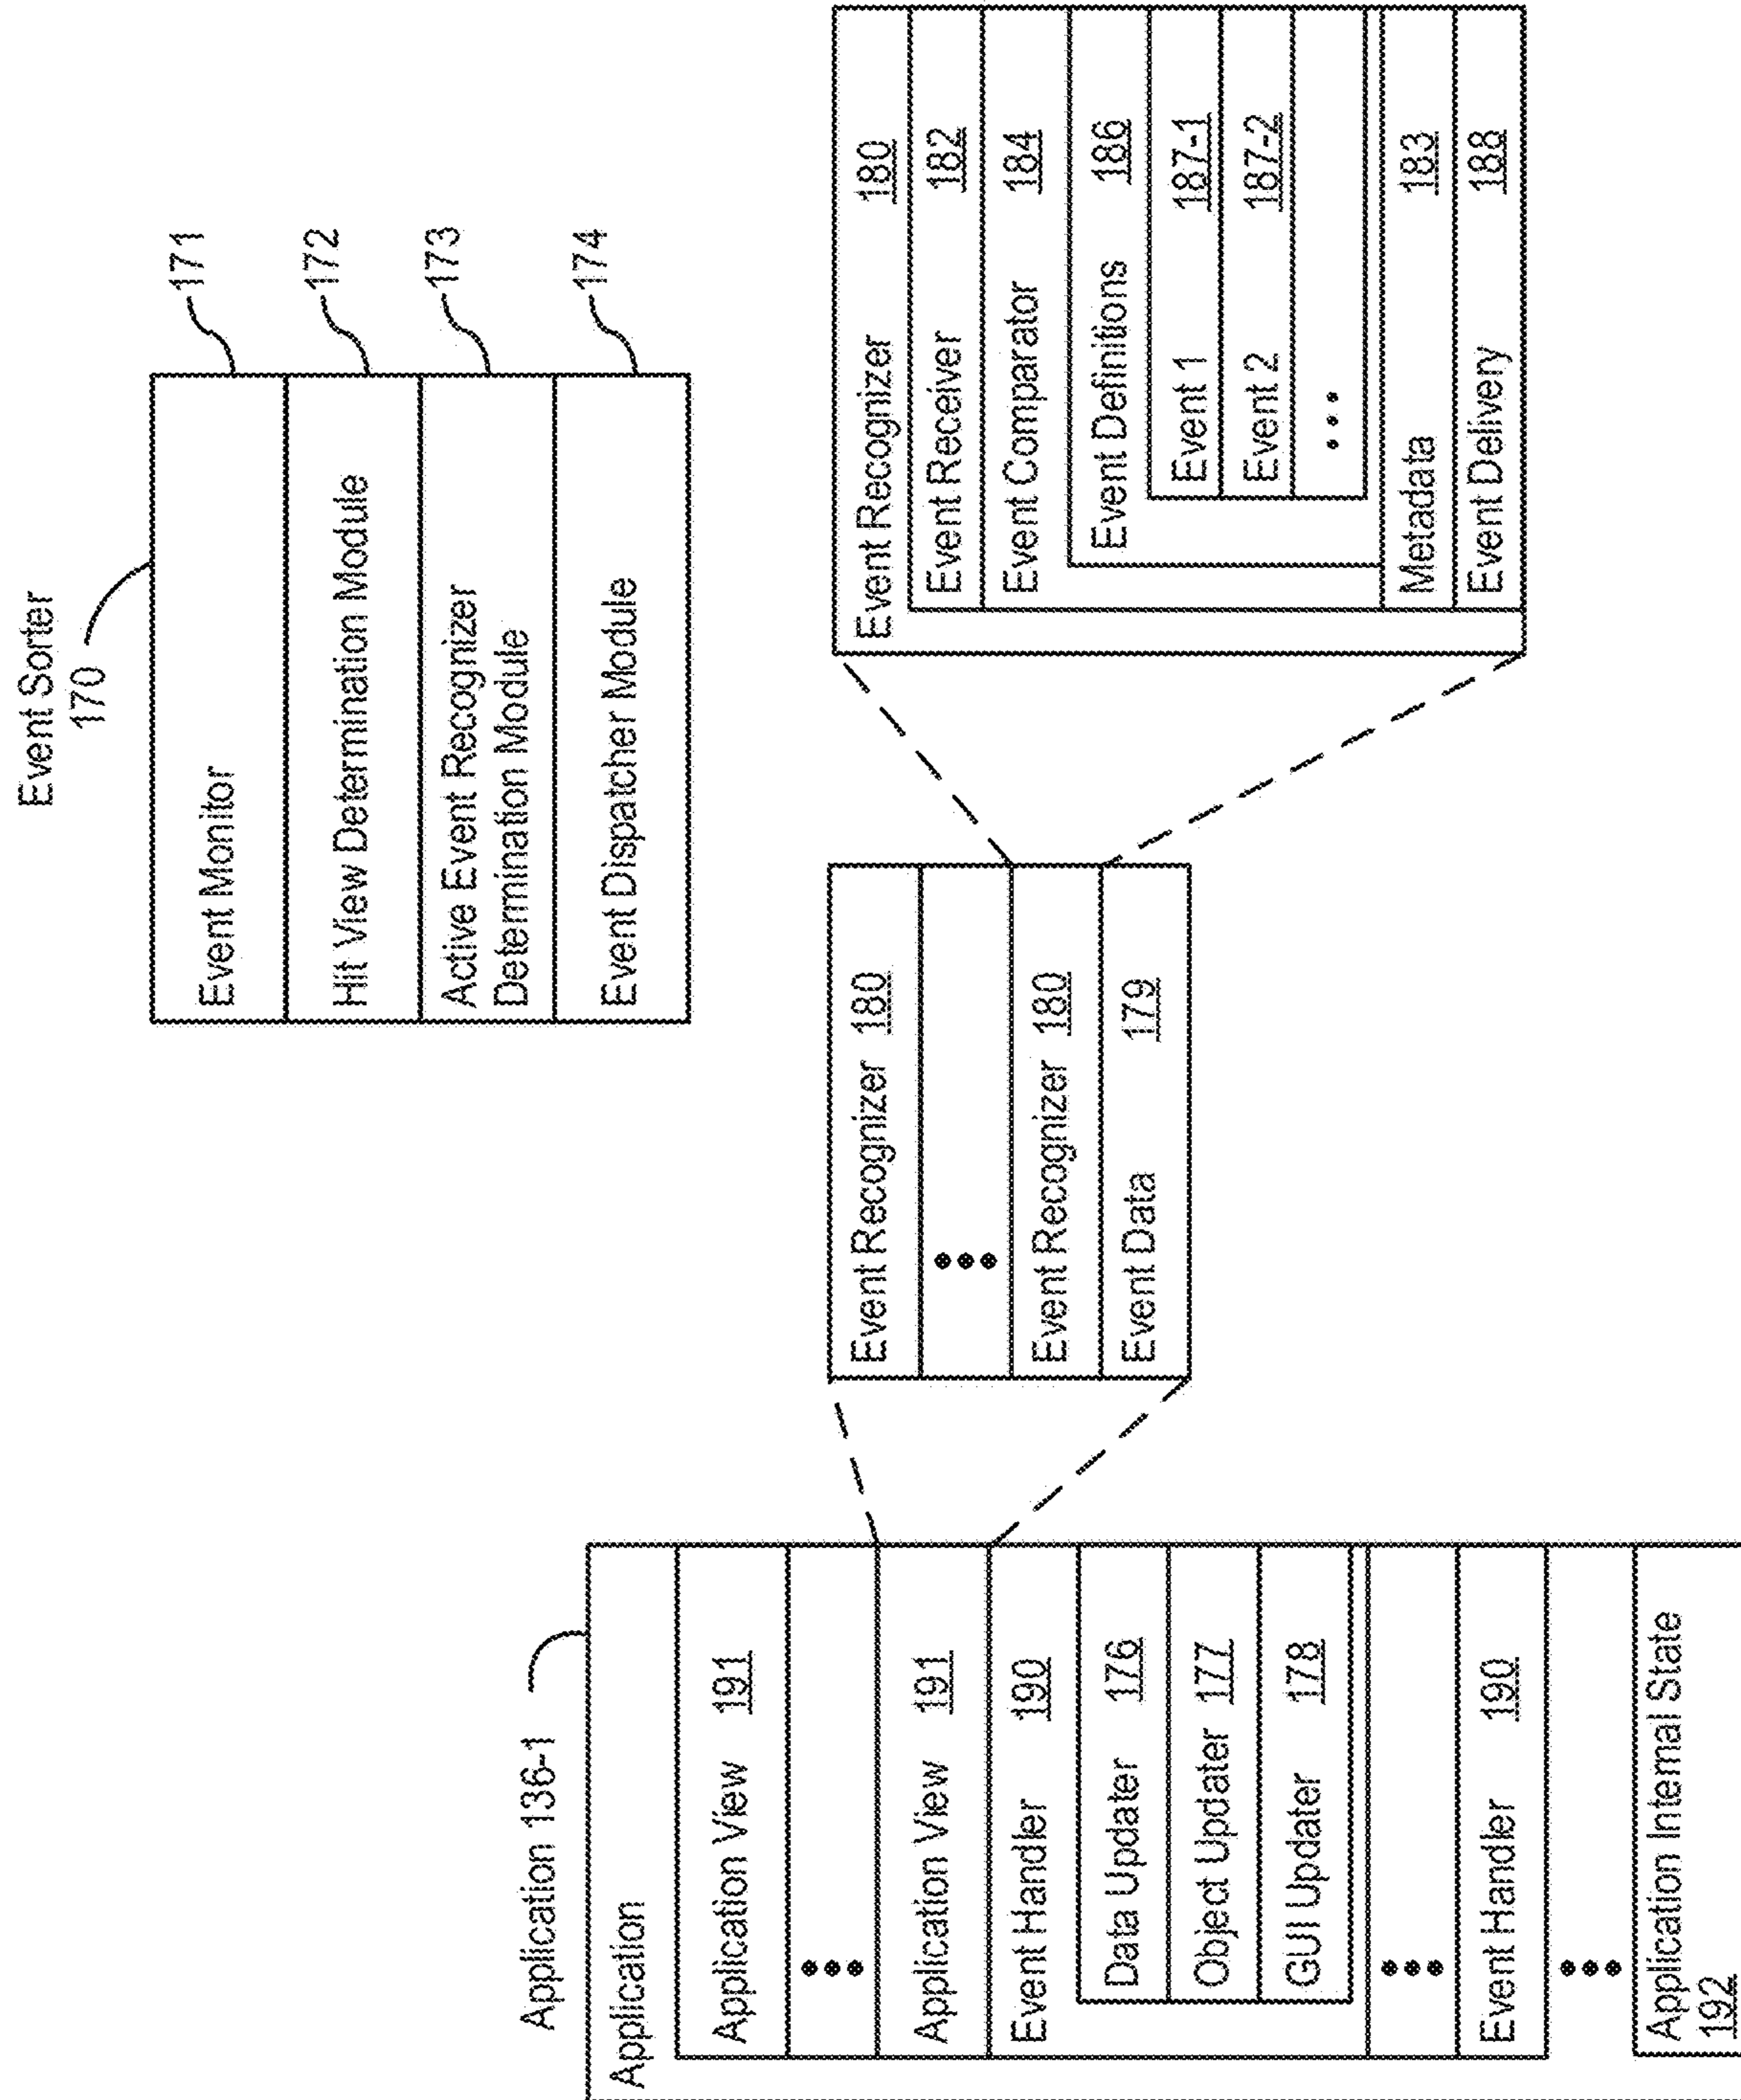 Event Sorter
170
Event Monitor
171
Hit View Determination Module
172
Active Event Recognizer
Determination Module
173
Event Dispatcher Module
174
Application 136-1
Application
Application View 191
•••
Application View 191
Event Handler 190
Data Updater 176
Object Updater 177
GUI Updater 178
•••
Event Handler 190
•••
Application Internal State
192
Event Recognizer 180
•••
Event Recognizer 180
Event Data 179
Event Recognizer 180
Event Receiver 182
Event Comparator 184
Event Definitions 186
Event 1 187-1
Event 2 187-2
•••
Metadata 183
Event Delivery 188